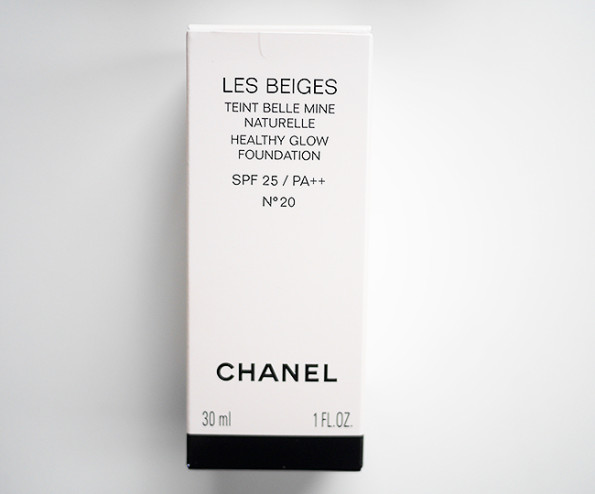 LES BEIGES
TEINT BELLE MINE
NATURELLE
HEALTHY GLOW
FOUNDATION
SPF 25 / PA++
N°20
CHANEL
30 ml 1 FL.OZ.